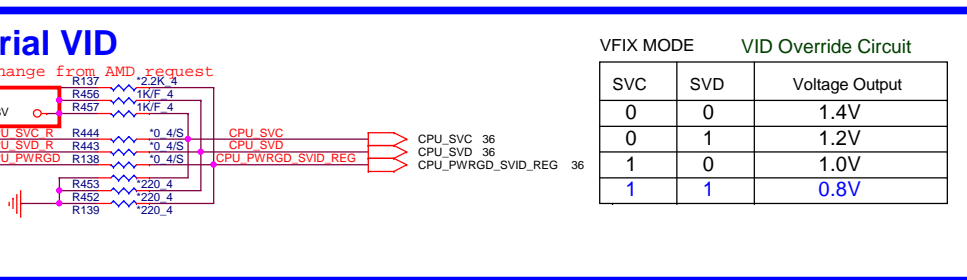 rial VID
hange from AMD request
R137 *2.2K_4
R456 1K/F_4
R457 1K/F_4
U_SVC_R R444 *0_4/S CPU_SVC
U_SVD_R R443 *0_4/S CPU_SVD
U_PWRGD R138 *0_4/S CPU_PWRGD_SVID_REG
CPU_SVC 36
CPU_SVD 36
CPU_PWRGD_SVID_REG 36
R453 *220_4
R452 *220_4
R139 *220_4
VFIX MODE VID Override Circuit
SVC SVD Voltage Output
0 0 1.4V
0 1 1.2V
1 0 1.0V
1 1 0.8V